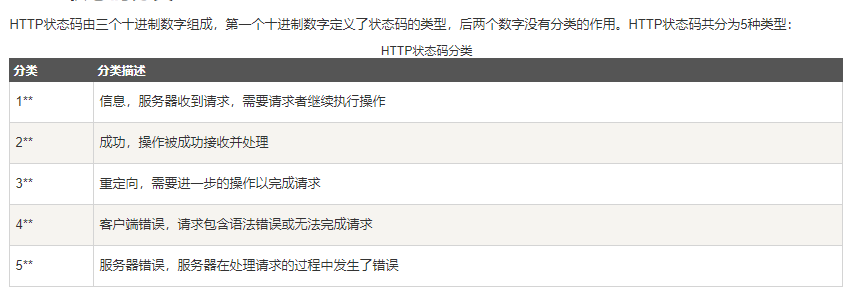 HTTP状态码由三个十进制数字组成，第一个十进制数字定义了状态码的类型，后两个数字没有分类的作用。HTTP状态码共分为5种类型：
HTTP状态码分类
分类 分类描述
1** 信息，服务器收到请求，需要请求者继续执行操作
2** 成功，操作被成功接收并处理
3** 重定向，需要进一步的操作以完成请求
4** 客户端错误，请求包含语法错误或无法完成请求
5** 服务器错误，服务器在处理请求的过程中发生了错误